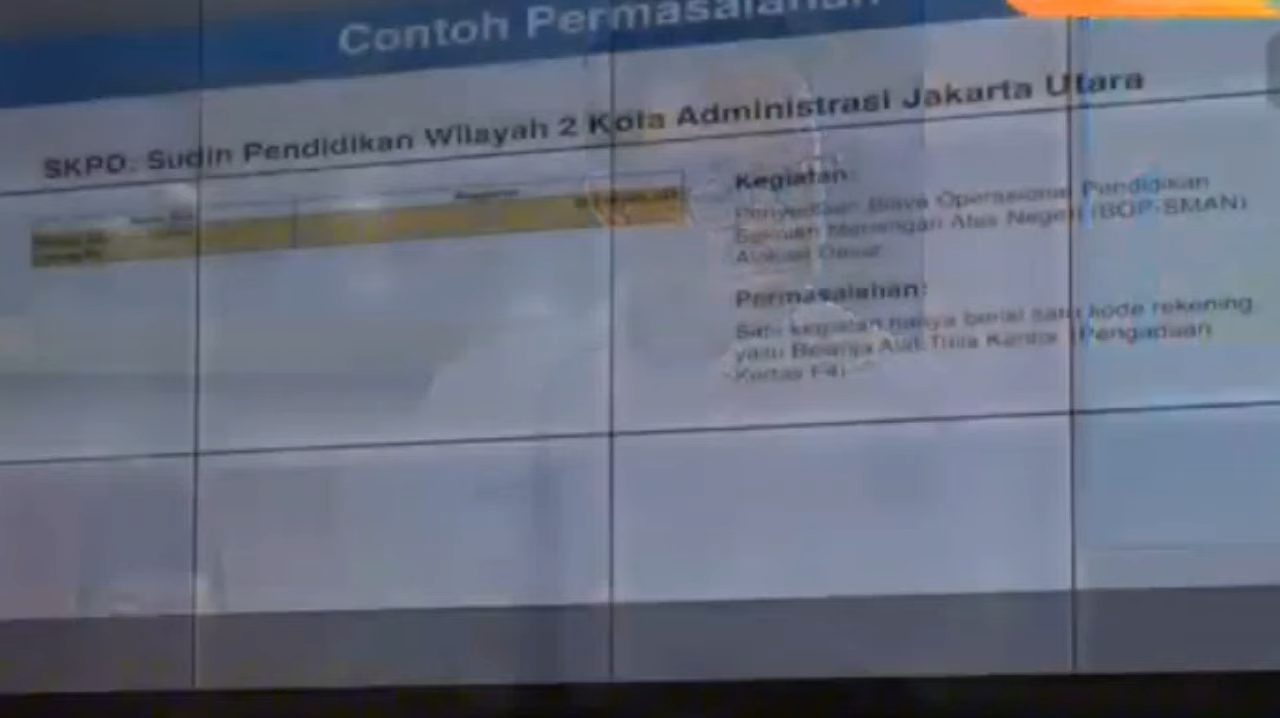 Contoh Permasalahan
SKPD: Sudin Pendidikan Wilayah 2 Kota Administrasi Jakarta Utara
Kegiatan:
Penyediaan Biaya Operasional Pendidikan
Sekolah Menengah Atas Negeri (BOP-SMAN)
Alokasi Dasar
Permasalahan:
Satu kegiatan hanya berisi satu kode rekening
yaitu Belanja Alat Tulis Kantor (Pengadaan
Kertas F4)